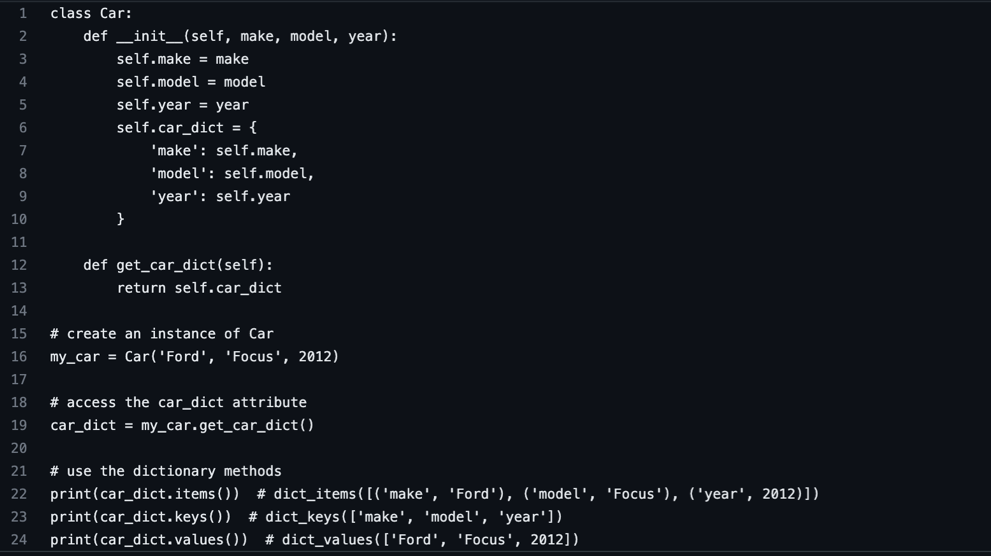 1 class Car:
2     def __init__(self, make, model, year):
3         self.make = make
4         self.model = model
5         self.year = year
6         self.car_dict = {
7             'make': self.make,
8             'model': self.model,
9             'year': self.year
10         }
11
12     def get_car_dict(self):
13         return self.car_dict
14
15 # create an instance of Car
16 my_car = Car('Ford', 'Focus', 2012)
17
18 # access the car_dict attribute
19 car_dict = my_car.get_car_dict()
20
21 # use the dictionary methods
22 print(car_dict.items())  # dict_items([('make', 'Ford'), ('model', 'Focus'), ('year', 2012)])
23 print(car_dict.keys())  # dict_keys(['make', 'model', 'year'])
24 print(car_dict.values())  # dict_values(['Ford', 'Focus', 2012])